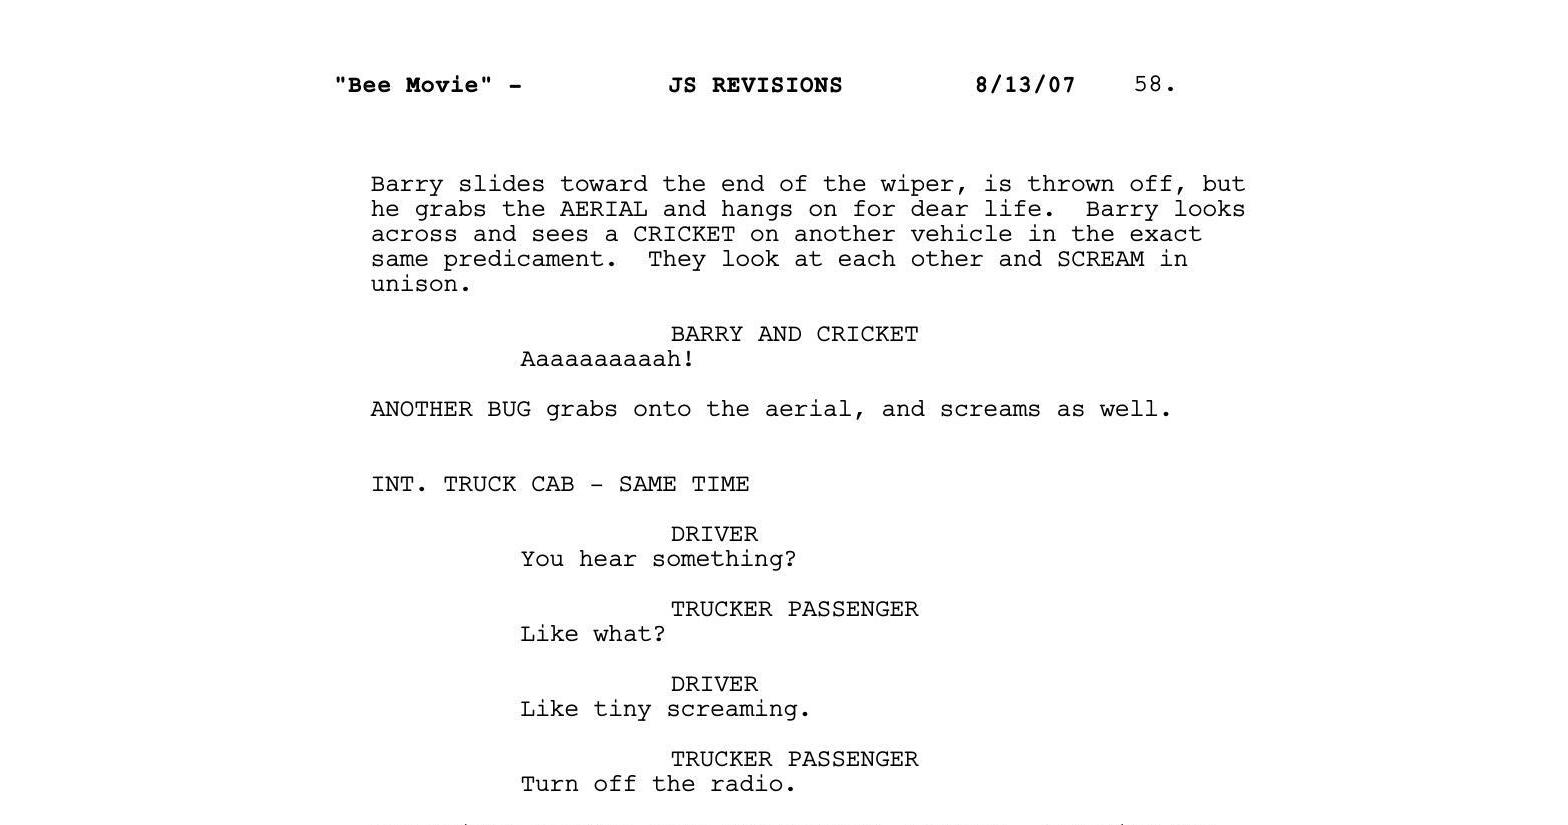 "Bee Movie" - JS REVISIONS 8/13/07 58.
Barry slides toward the end of the wiper, is thrown off, but
he grabs the AERIAL and hangs on for dear life.  Barry looks
across and sees a CRICKET on another vehicle in the exact
same predicament.  They look at each other and SCREAM in
unison.
BARRY AND CRICKET
Aaaaaaaaaah!
ANOTHER BUG grabs onto the aerial, and screams as well.
INT. TRUCK CAB - SAME TIME
DRIVER
You hear something?
TRUCKER PASSENGER
Like what?
DRIVER
Like tiny screaming.
TRUCKER PASSENGER
Turn off the radio.